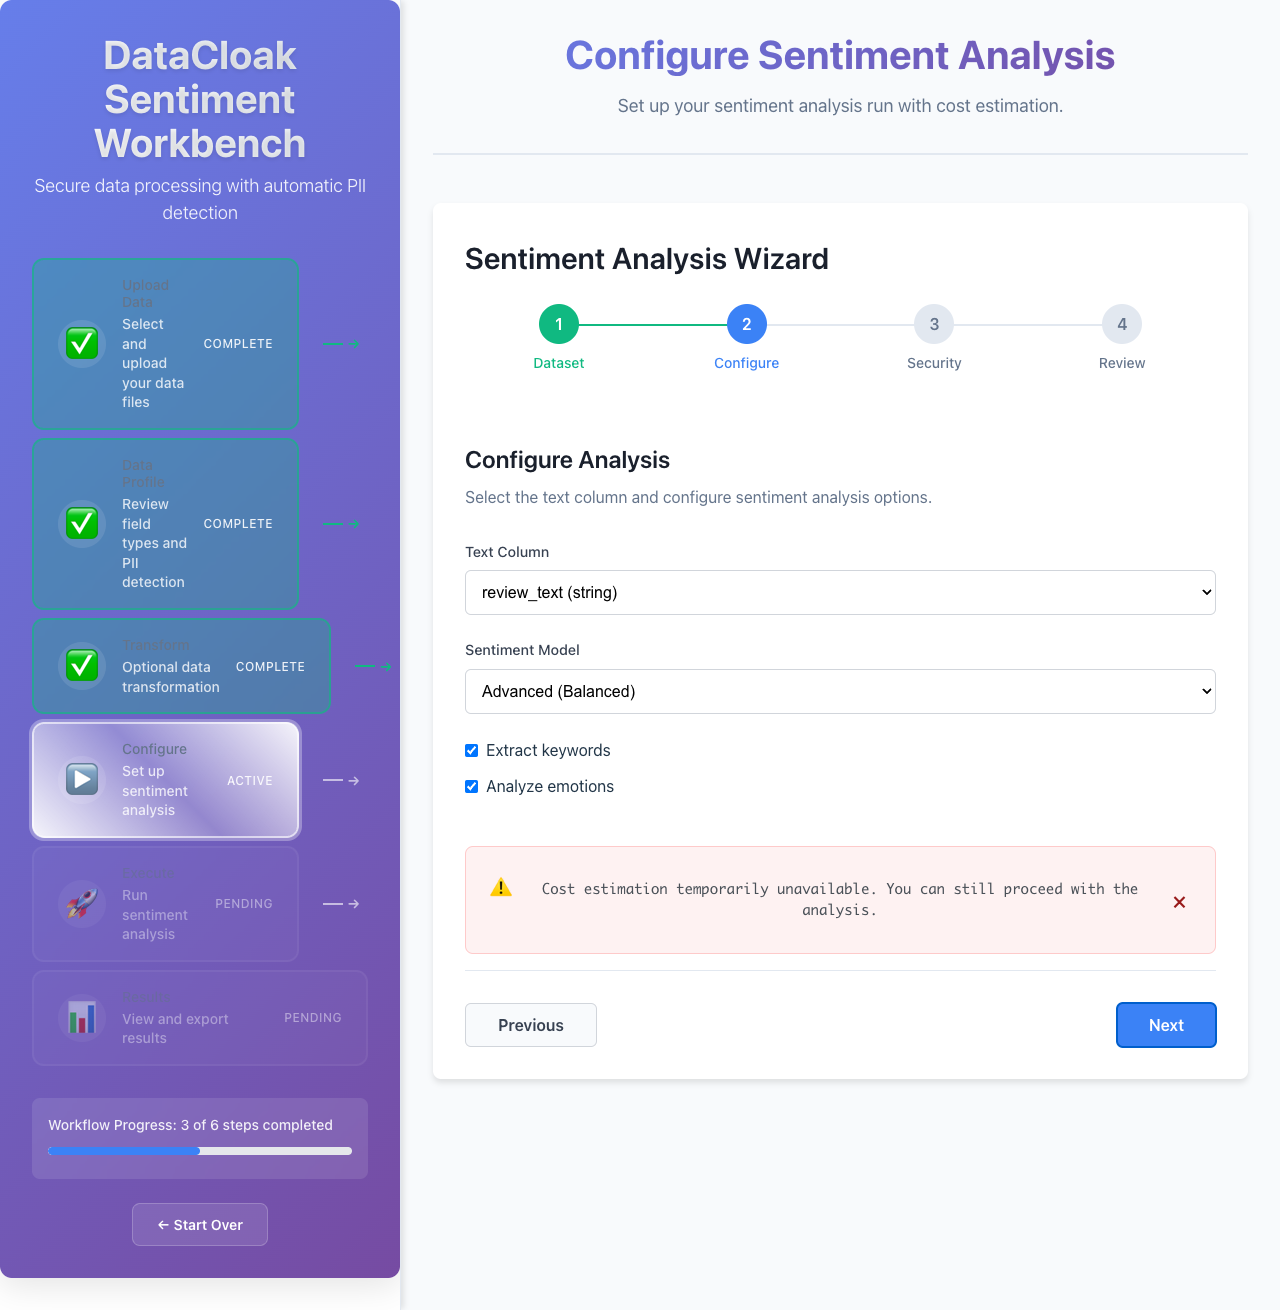 DataCloak
Sentiment
Workbench
Secure data processing with automatic PII
detection
Upload
Data
Select
and
upload
your data
files
COMPLETE
Data
Profile
Review
field
types and
PII
detection
COMPLETE
Transform
Optional data
transformation
COMPLETE
Configure
Set up
sentiment
analysis
ACTIVE
Run
sentiment
analysis
PENDING
View and export
results
PENDING
Workflow Progress: 3 of 6 steps completed
← Start Over
Configure Sentiment Analysis
Set up your sentiment analysis run with cost estimation.
Sentiment Analysis Wizard
1
Dataset
2
Configure
3
Security
4
Review
Configure Analysis
Select the text column and configure sentiment analysis options.
Text Column
review_text (string)
Sentiment Model
Advanced (Balanced)
Extract keywords
Analyze emotions
Cost estimation temporarily unavailable. You can still proceed with the
analysis.
Previous
Next